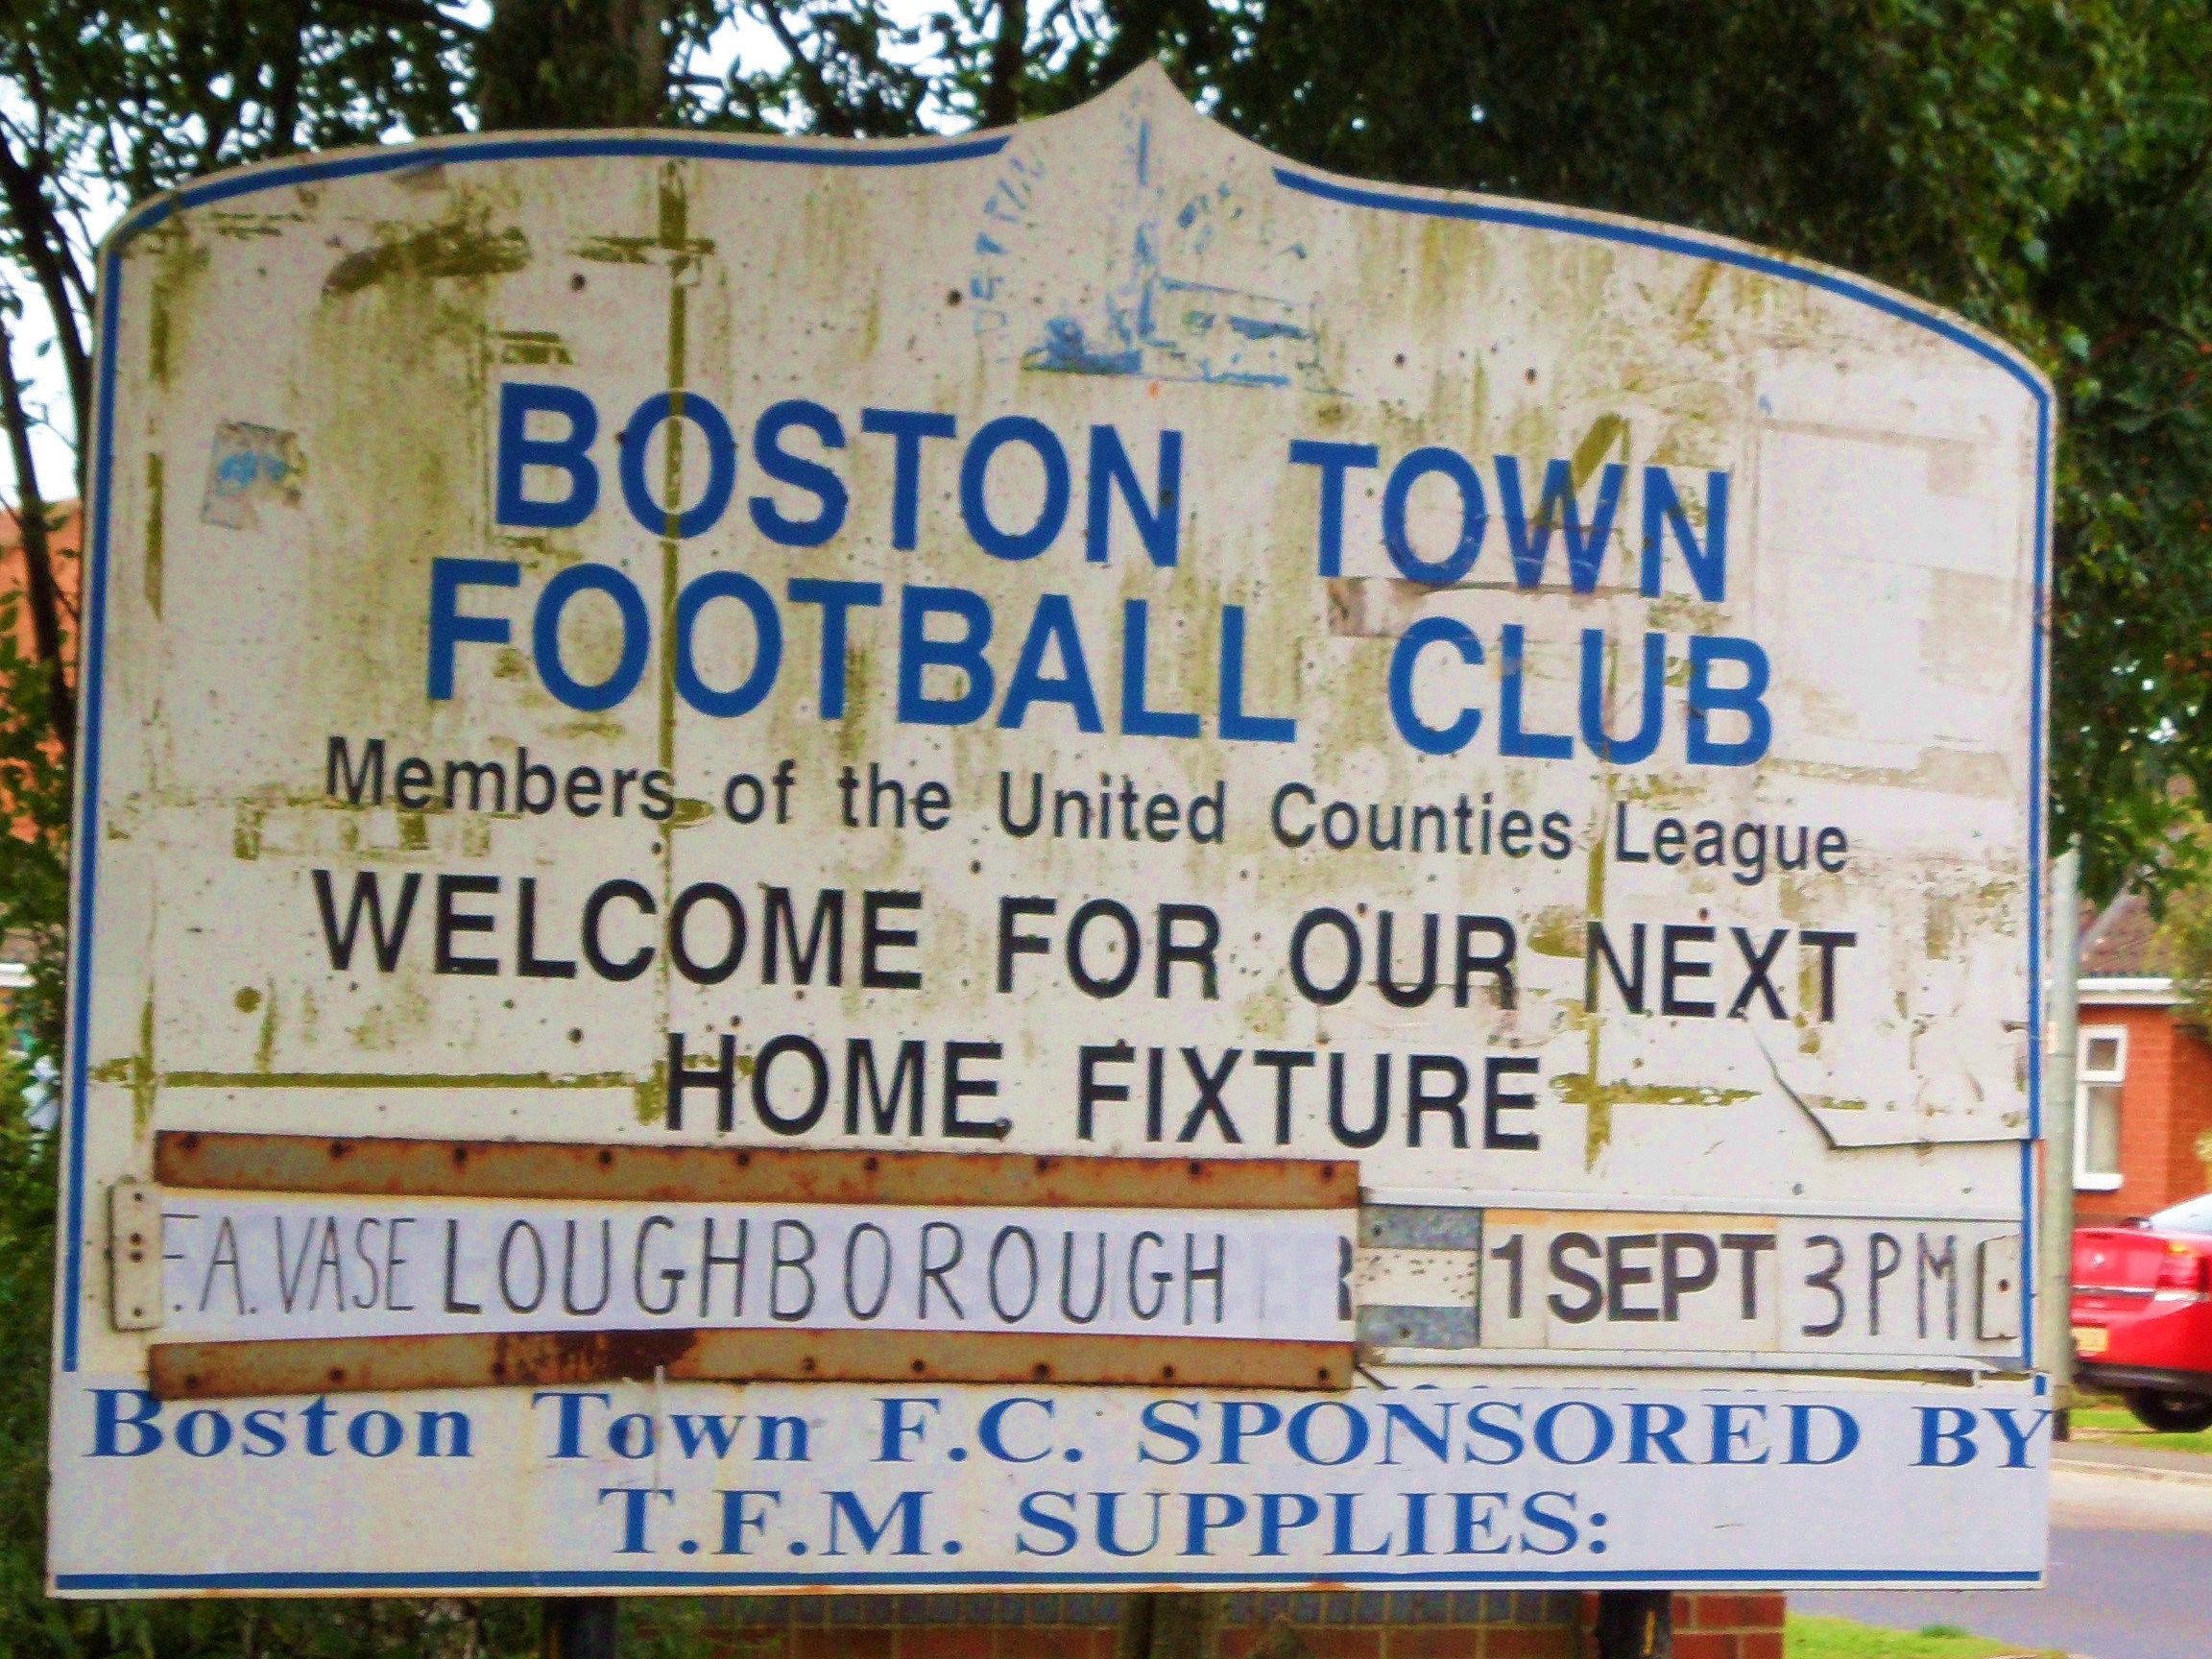 BOSTON TOWN
FOOTBALL CLUB
Members of the United Counties League
WELCOME FOR OUR NEXT
HOME FIXTURE
F.A. VASE LOUGHBOROUGH 1 SEPT 3PM
Boston Town F.C. SPONSORED BY
T.F.M. SUPPLIES: